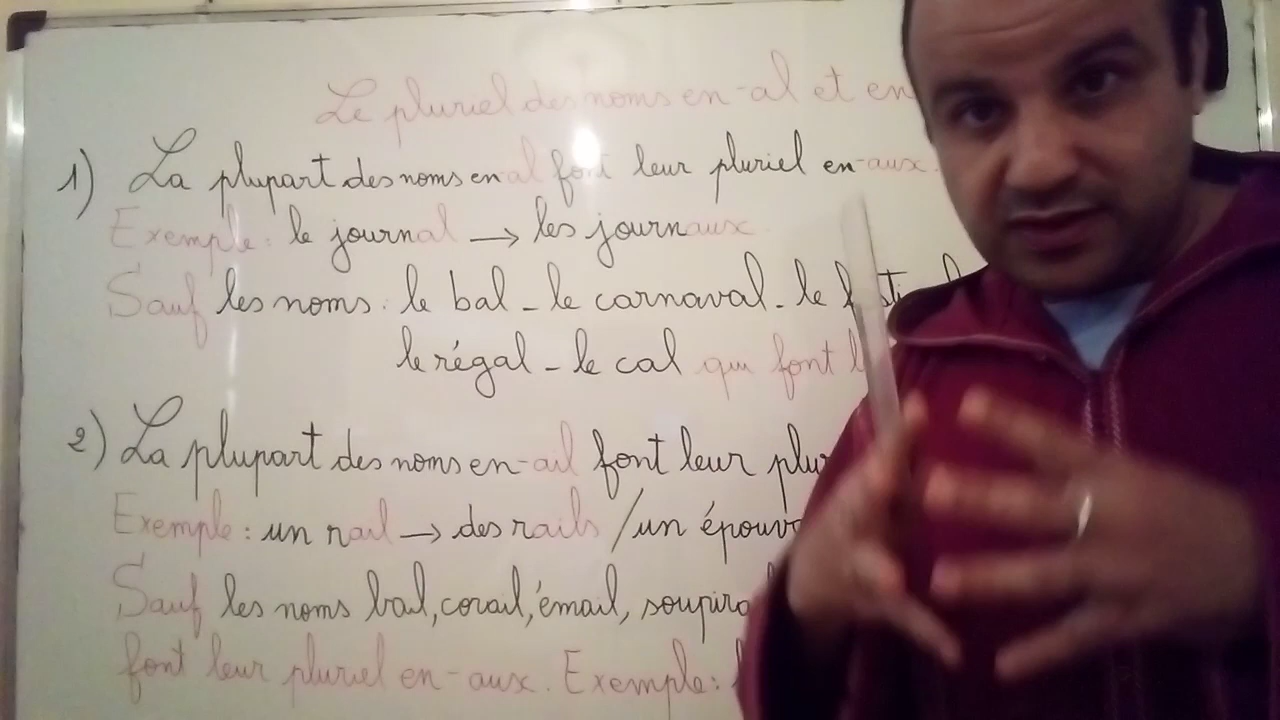 Le pluriel des noms en -al et en
1) La plupart des noms en al font leur pluriel en -aux.
Exemple: le journal → les journaux
Sauf les noms: le bal - le carnaval - le
le régal - le cal qui font
2) La plupart des noms en -ail font leur
Exemple: un rail → des rails / un
Sauf les noms bail, corail, émail,
font leur pluriel en -aux. Exemple: